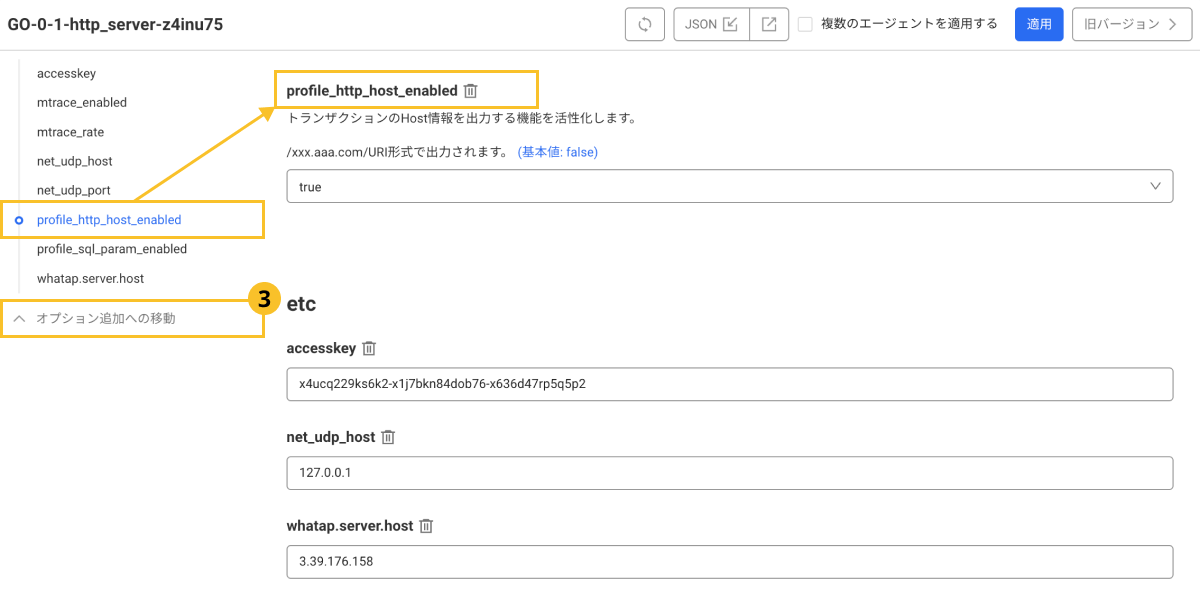 GO-0-1-http_server-z4inu75
JSON
複数のエージェントを適用する
適用
旧バージョン
accesskey
mtrace_enabled
mtrace_rate
net_udp_host
net_udp_port
profile_http_host_enabled
profile_sql_param_enabled
whatap.server.host
オプション追加への移動
3
profile_http_host_enabled
トランザクションのHost情報を出力する機能を活性化します。
/xxx.aaa.com/URI形式で出力されます。 (基本値: false)
true
etc
accesskey
x4ucq229ks6k2-x1j7bkn84dob76-x636d47rp5q5p2
net_udp_host
127.0.0.1
whatap.server.host
3.39.176.158